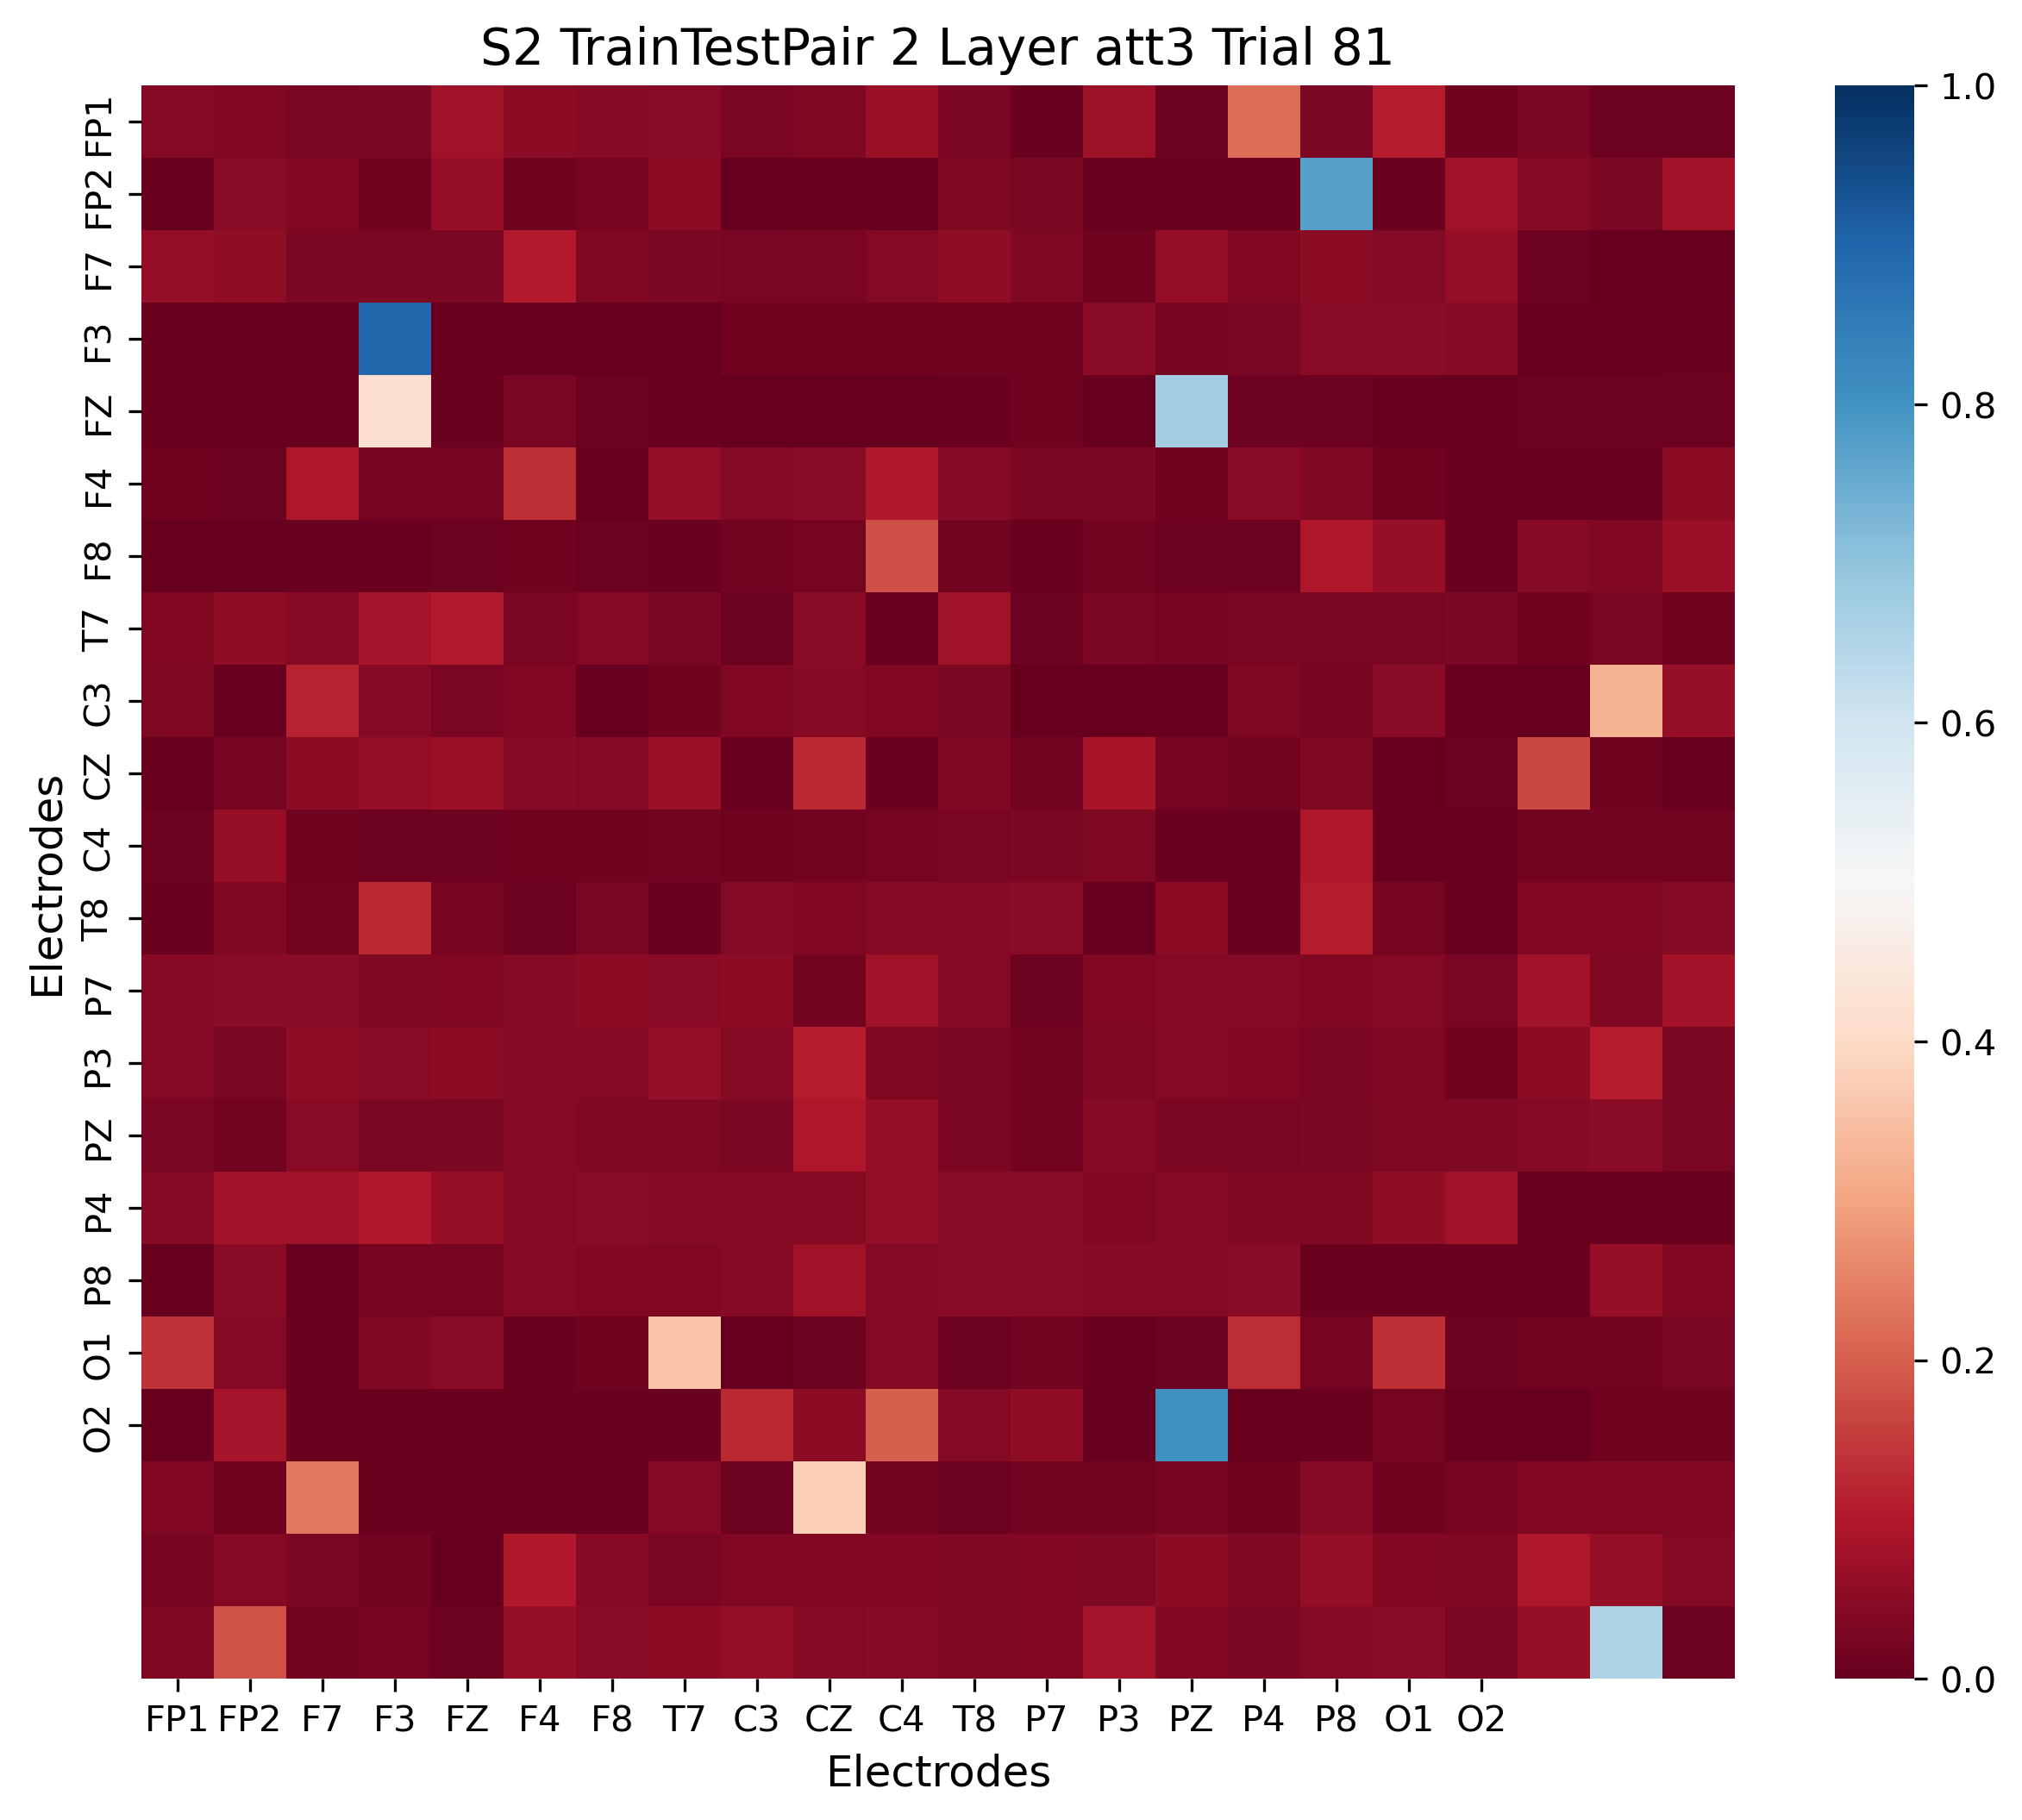 S2 TrainTestPair 2 Layer att3 Trial 81
Electrodes
FP1
FP2
F7
F3
FZ
F4
F8
T7
C3
CZ
C4
T8
P7
P3
PZ
P4
P8
O1
O2
FP1 FP2 F7 F3 FZ F4 F8 T7 C3 CZ C4 T8 P7 P3 PZ P4 P8 O1 O2
Electrodes
1.0
0.8
0.6
0.4
0.2
0.0